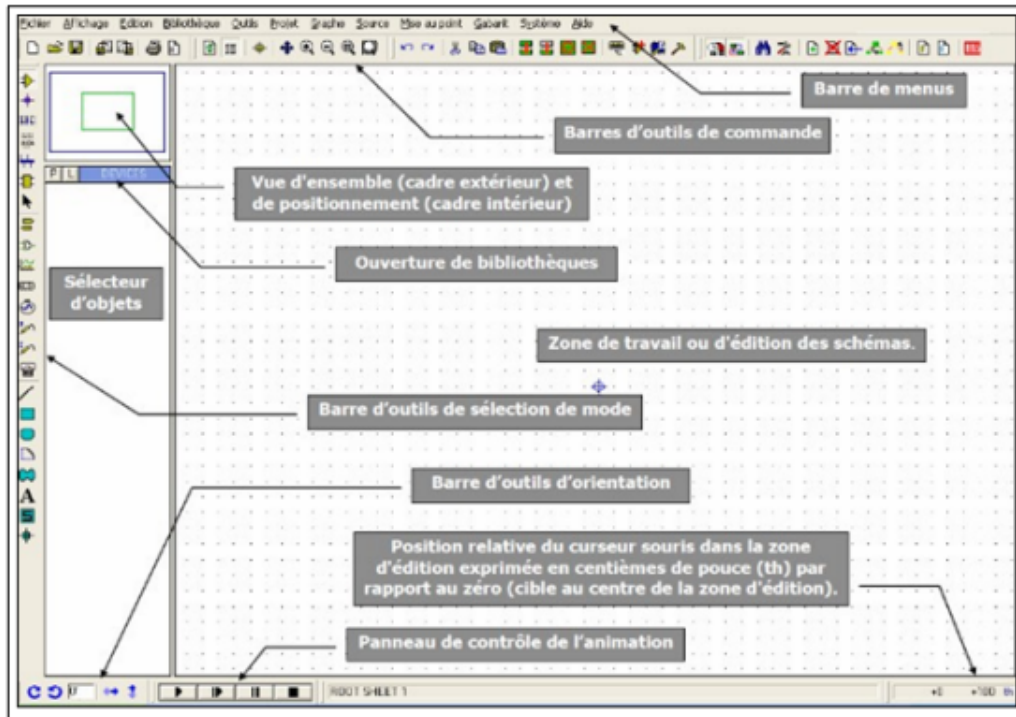 Fichier Affichage Edition Bibliothèque Outils Projet Graphe Source Mise au point Gabarit Système Aide
Barre de menus
Barres d'outils de commande
Vue d'ensemble (cadre extérieur) et
de positionnement (cadre intérieur)
P L DEVICES
Ouverture de bibliothèques
Sélecteur
d'objets
Zone de travail ou d'édition des schémas.
Barre d'outils de sélection de mode
A
S
Barre d'outils d'orientation
Position relative du curseur souris dans la zone
d'édition exprimée en centièmes de pouce (th) par
rapport au zéro (cible au centre de la zone d'édition).
Panneau de contrôle de l'animation
ROOT SHEET 1
+0 +100 th